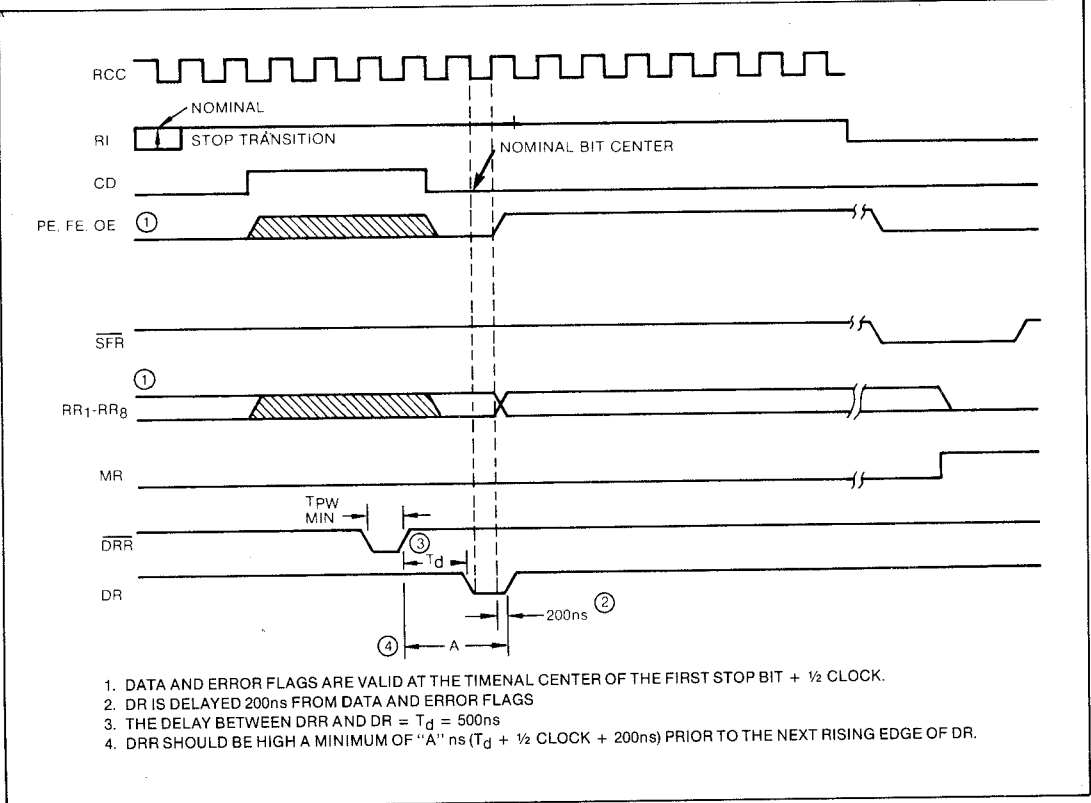 RCC
NOMINAL
RI
STOP TRANSITION
NOMINAL BIT CENTER
CD
PE, FE, OE ①
SFR
①
RR1-RR8
MR
TPW
MIN
DRR
③
Td
DR
200ns ②
④ A
1. DATA AND ERROR FLAGS ARE VALID AT THE TIMENAL CENTER OF THE FIRST STOP BIT + ½ CLOCK.
2. DR IS DELAYED 200ns FROM DATA AND ERROR FLAGS
3. THE DELAY BETWEEN DRR AND DR = Td = 500ns
4. DRR SHOULD BE HIGH A MINIMUM OF "A" ns (Td + ½ CLOCK + 200ns) PRIOR TO THE NEXT RISING EDGE OF DR.